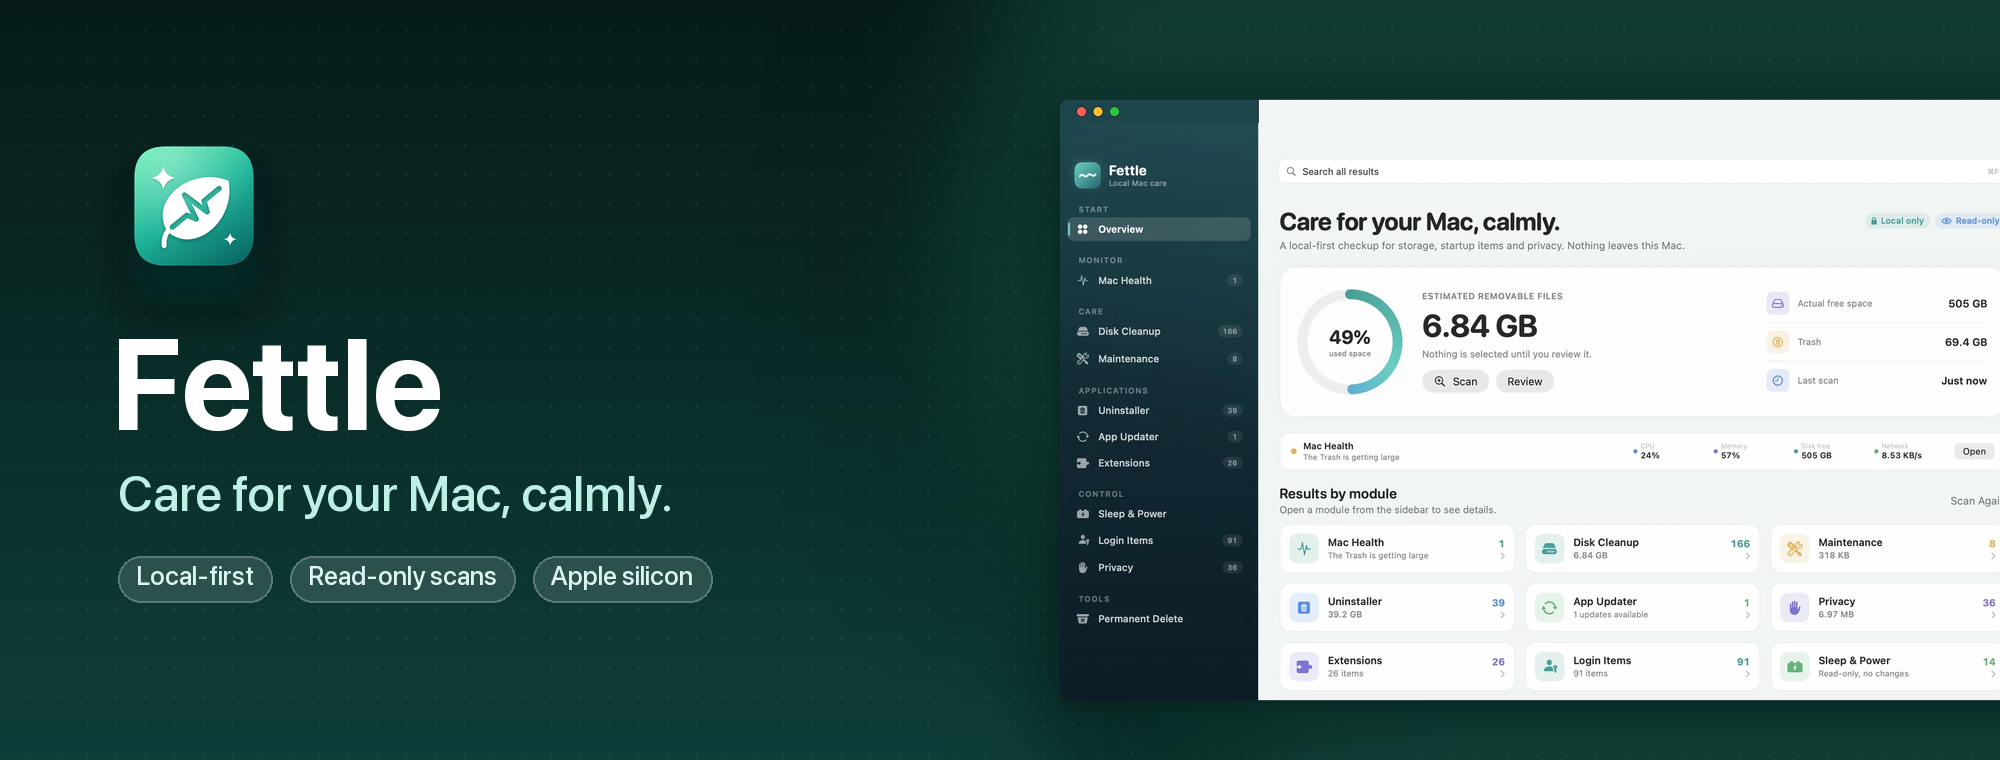 Fettle
Care for your Mac, calmly.
Local-first
Read-only scans
Apple silicon
Fettle
Local Mac care
START
Overview
MONITOR
Mac Health 1
CARE
Disk Cleanup 166
Maintenance 8
APPLICATIONS
Uninstaller 39
App Updater 1
Extensions 26
CONTROL
Sleep & Power
Login Items 91
Privacy 36
TOOLS
Permanent Delete
Search all results ⌘F
Care for your Mac, calmly.
Local only Read-only
A local-first checkup for storage, startup items and privacy. Nothing leaves this Mac.
49%
used space
ESTIMATED REMOVABLE FILES
6.84 GB
Nothing is selected until you review it.
Scan Review
Actual free space 505 GB
Trash 69.4 GB
Last scan Just now
Mac Health
The Trash is getting large
CPU
24%
Memory
57%
Disk free
505 GB
Network
8.53 KB/s
Open
Results by module
Open a module from the sidebar to see details.
Scan Agai
Mac Health 1
The Trash is getting large
Disk Cleanup 166
6.84 GB
Maintenance 8
318 KB
Uninstaller 39
39.2 GB
App Updater 1
1 updates available
Privacy 36
6.97 MB
Extensions 26
26 items
Login Items 91
91 items
Sleep & Power 14
Read-only, no changes